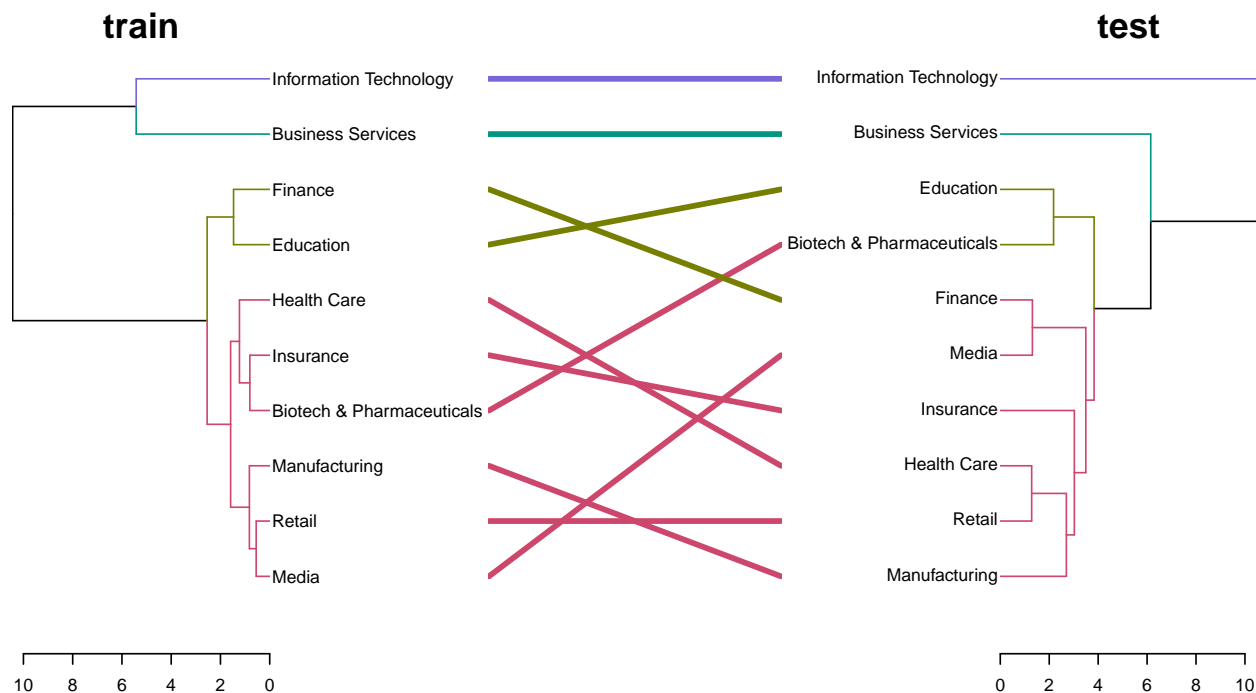 train
test
Information Technology
Business Services
Finance
Education
Health Care
Insurance
Biotech & Pharmaceuticals
Manufacturing
Retail
Media
10 8 6 4 2 0
Information Technology
Business Services
Education
Biotech & Pharmaceuticals
Finance
Media
Insurance
Health Care
Retail
Manufacturing
0 2 4 6 8 10